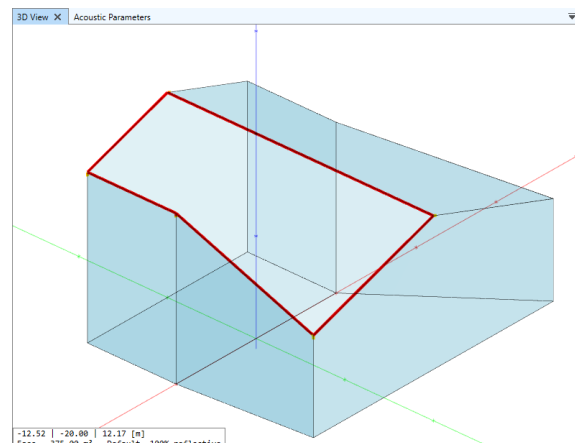 3D View X Acoustic Parameters
-12.52 | -20.00 | 12.17 [m]